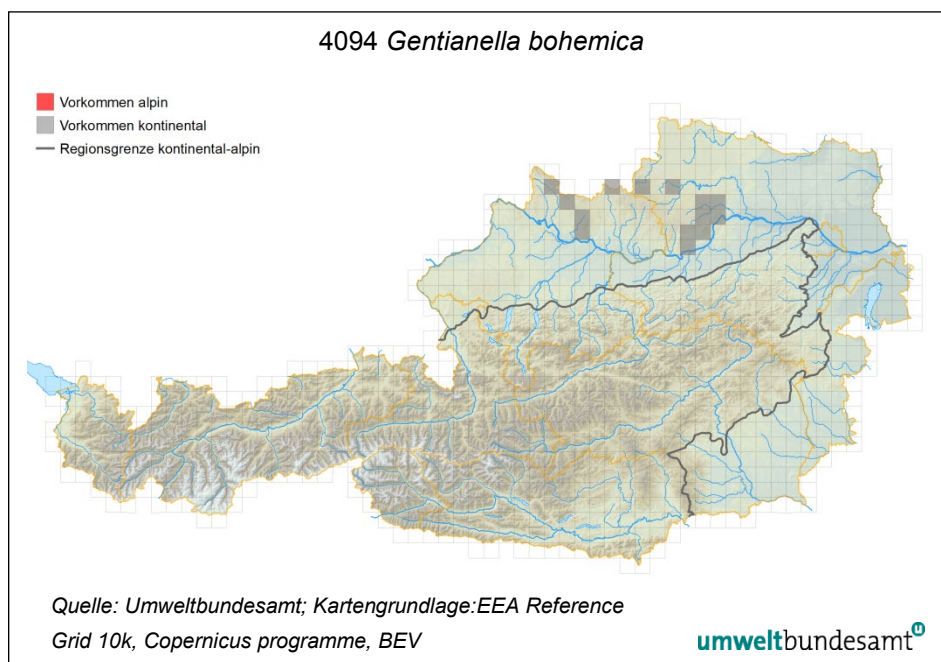 4094 Gentianella bohemica
Vorkommen alpin
Vorkommen kontinental
Regionsgrenze kontinental-alpin
Quelle: Umweltbundesamt; Kartengrundlage:EEA Reference
Grid 10k, Copernicus programme, BEV
umweltbundesamt u